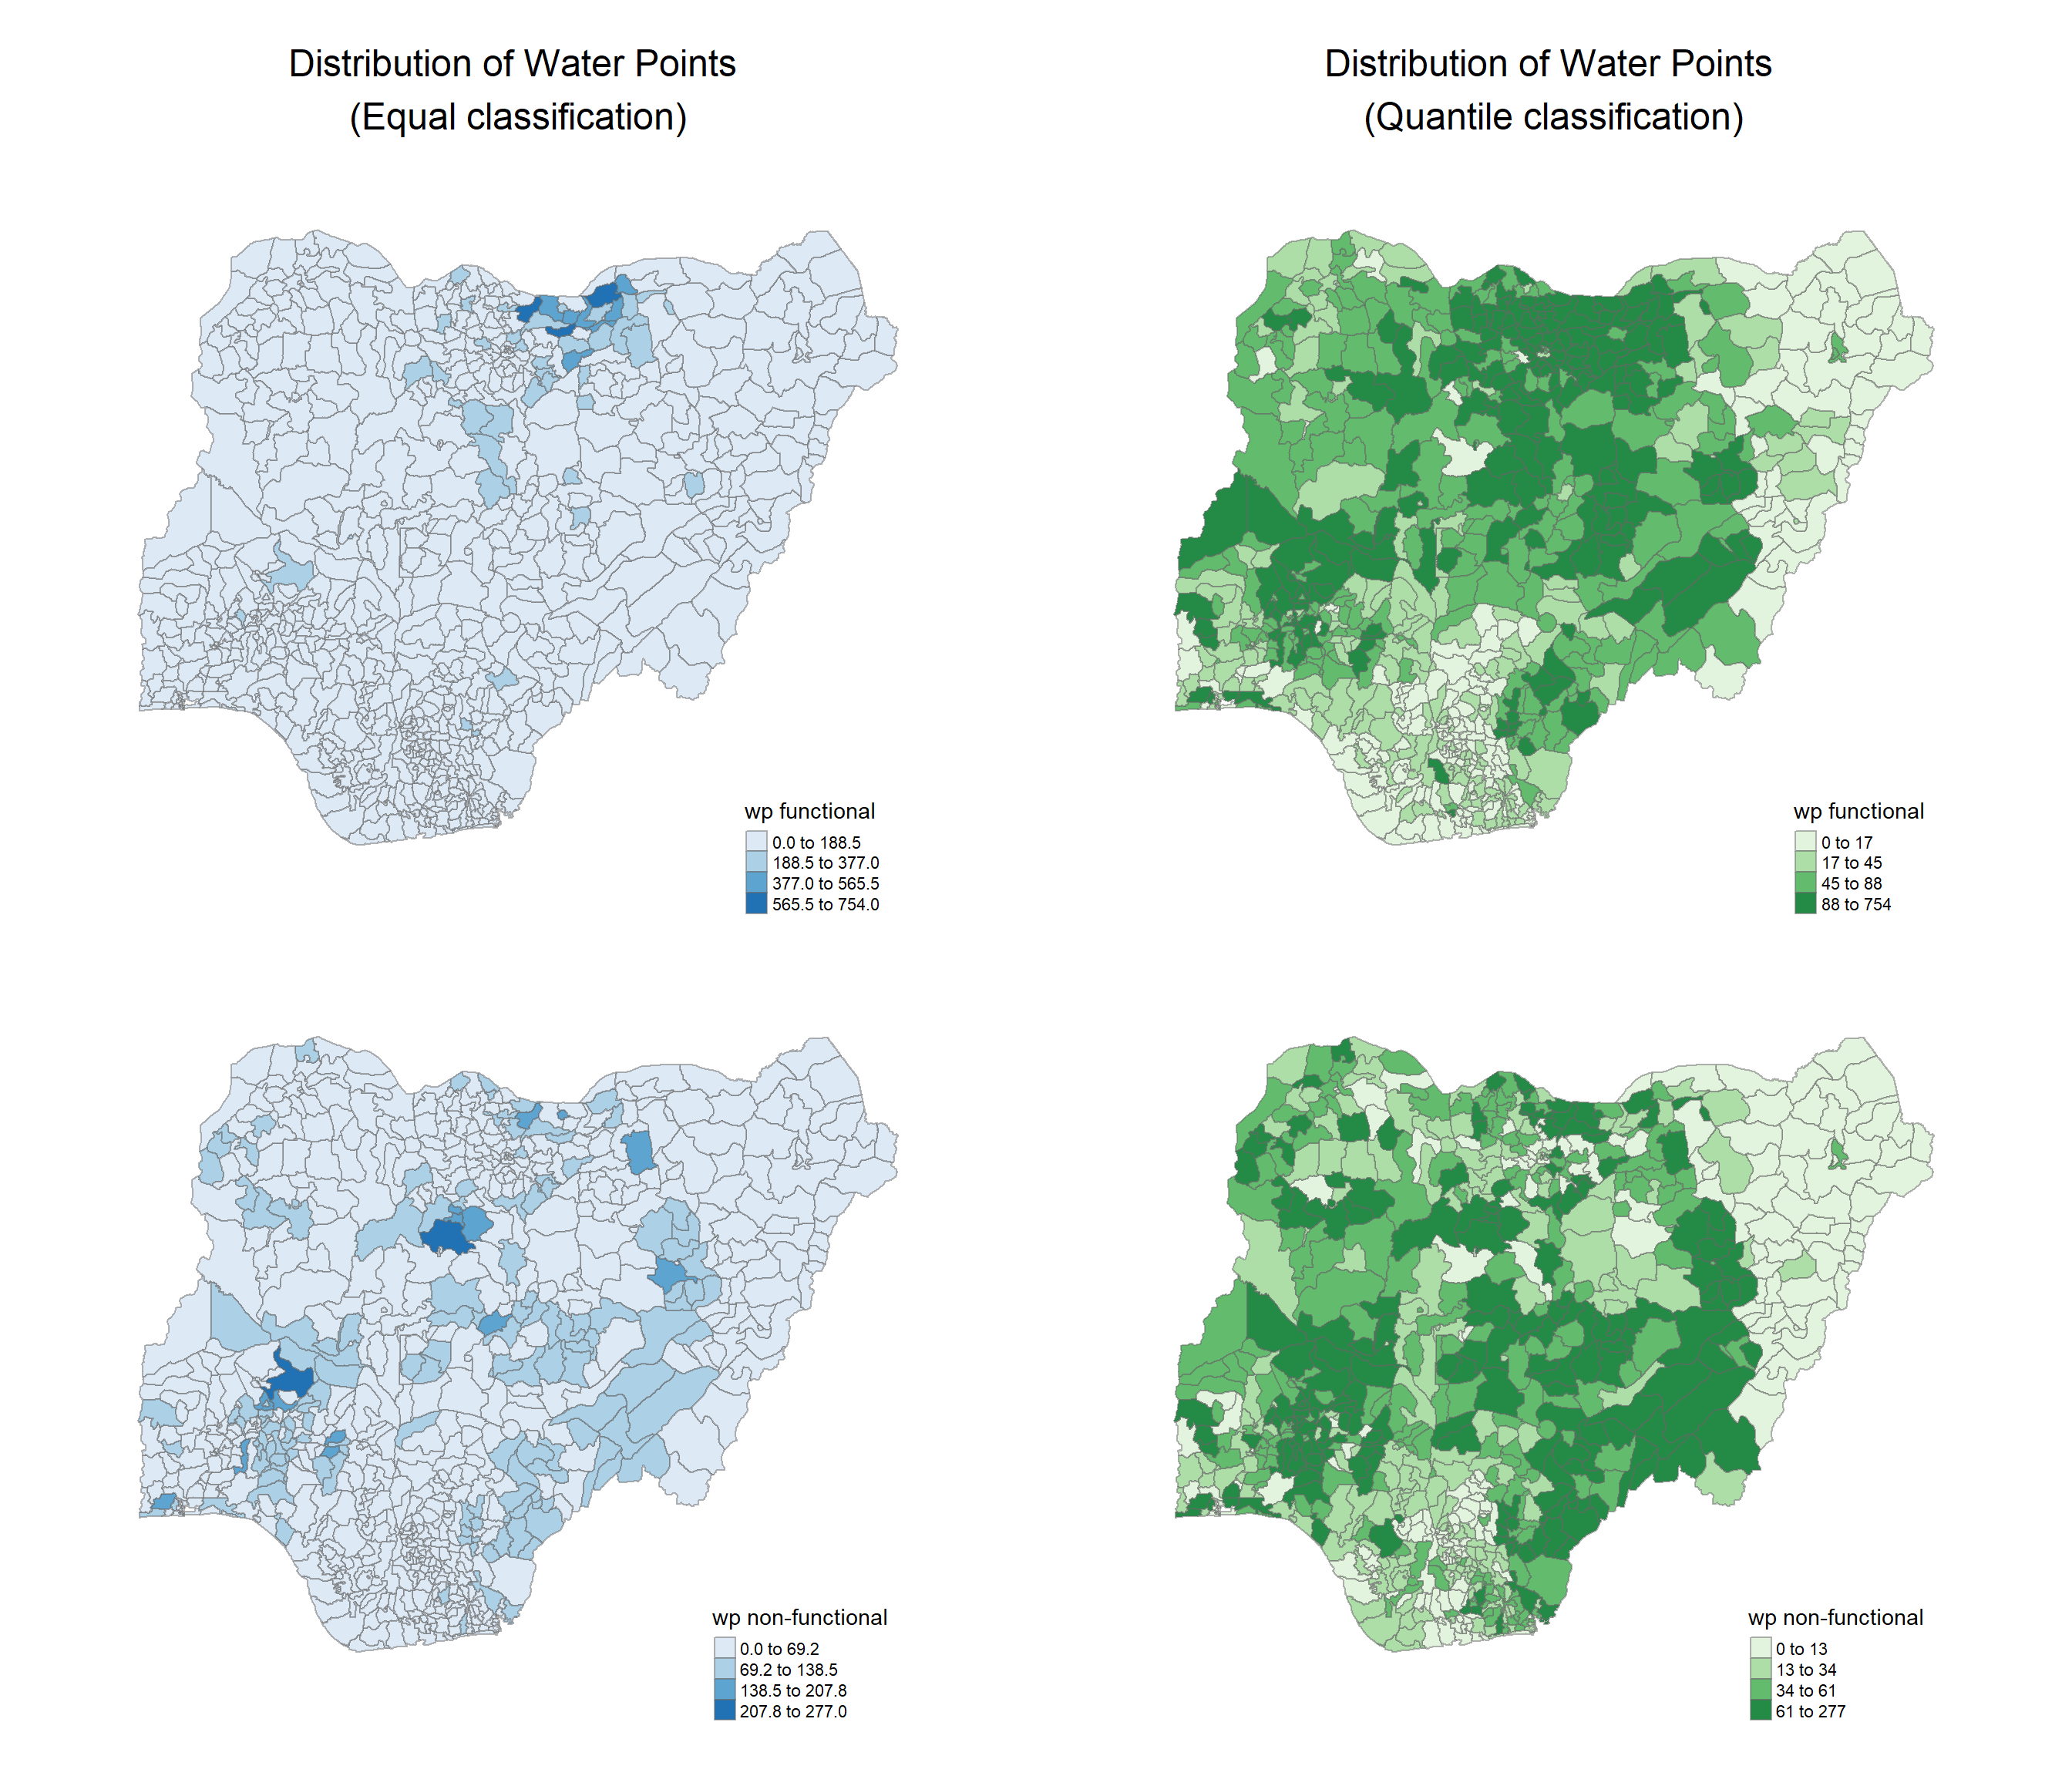 Distribution of Water Points
(Equal classification)
Distribution of Water Points
(Quantile classification)
wp functional
0.0 to 188.5
188.5 to 377.0
377.0 to 565.5
565.5 to 754.0
wp functional
0 to 17
17 to 45
45 to 88
88 to 754
wp non-functional
0.0 to 69.2
69.2 to 138.5
138.5 to 207.8
207.8 to 277.0
wp non-functional
0 to 13
13 to 34
34 to 61
61 to 277